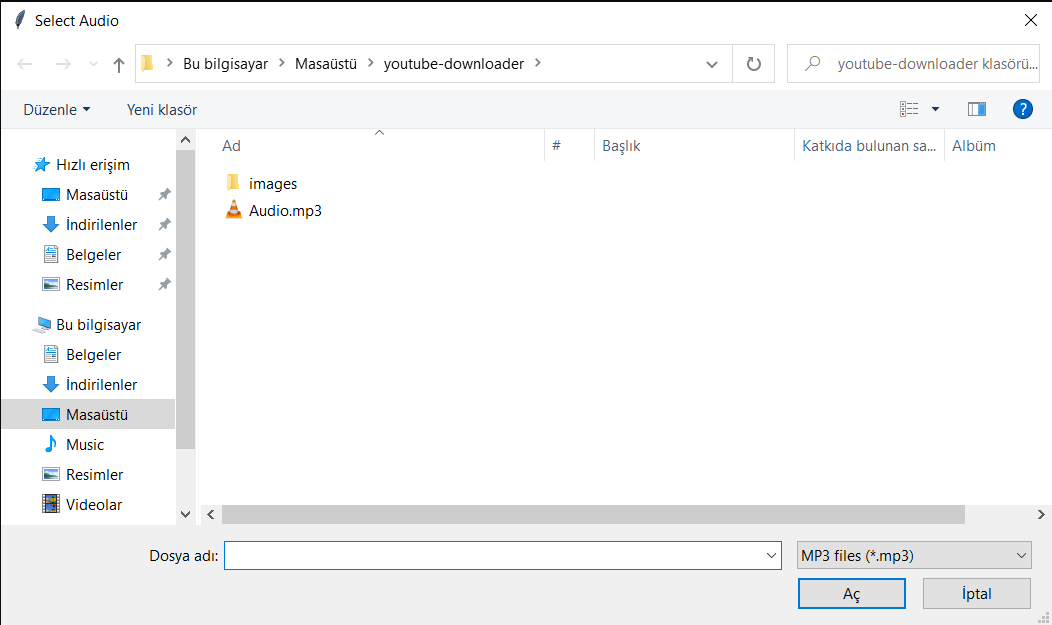 Select Audio
Bu bilgisayar Masaüstü youtube-downloader
youtube-downloader klasörü...
Düzenle Yeni klasör
?
Ad # Başlık Katkıda bulunan sa... Albüm
Hızlı erişim
Masaüstü
İndirilenler
Belgeler
Resimler
Bu bilgisayar
Belgeler
İndirilenler
Masaüstü
Music
Resimler
Videolar
images
Audio.mp3
Dosya adı:
MP3 files (*.mp3)
Aç İptal